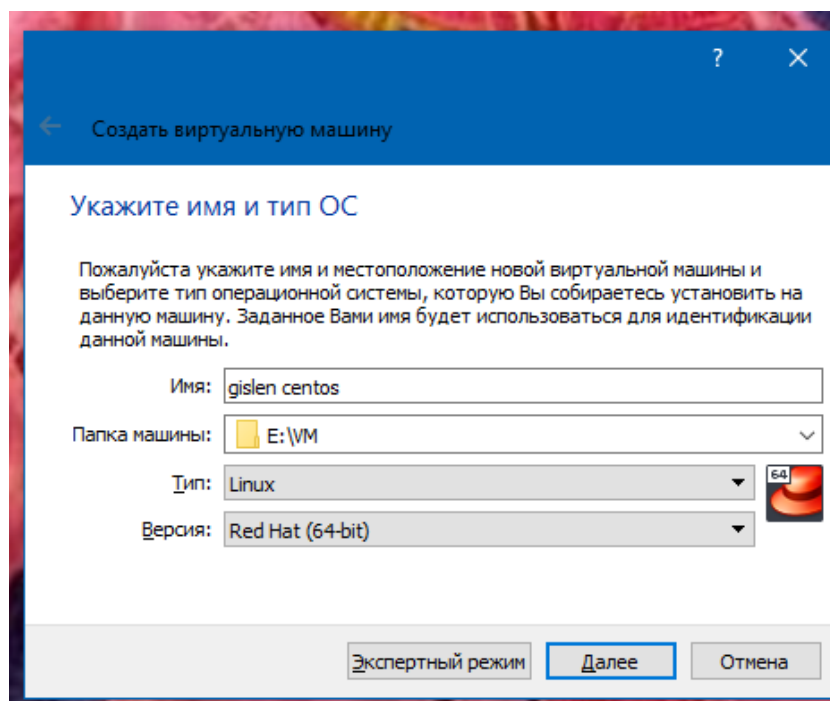 ?
Создать виртуальную машину
Укажите имя и тип ОС
Пожалуйста укажите имя и местоположение новой виртуальной машины и
выберите тип операционной системы, которую Вы собираетесь установить на
данную машину. Заданное Вами имя будет использоваться для идентификации
данной машины.
Имя: gislen centos
Папка машины: E:\VM
Тип: Linux
64
Версия: Red Hat (64-bit)
Экспертный режим Далее Отмена